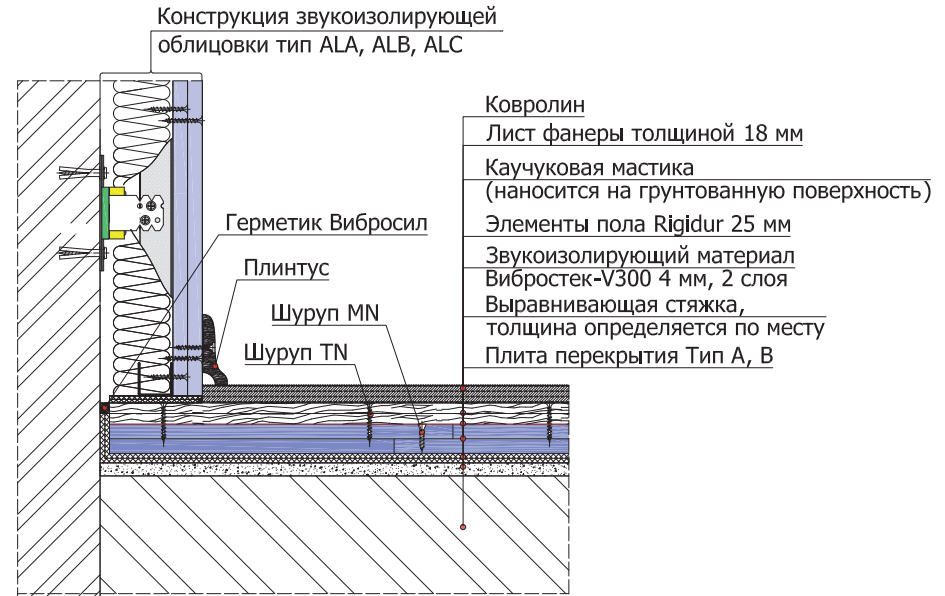 Конструкция звукоизолирующей
облицовки тип ALA, ALB, ALC
Ковролин
Лист фанеры толщиной 18 мм
Каучуковая мастика
(наносится на грунтованную поверхность)
Элементы пола Rigidur 25 мм
Звукоизолирующий материал
Вибростек-V300 4 мм, 2 слоя
Выравнивающая стяжка,
толщина определяется по месту
Плита перекрытия Тип А, В
Герметик Вибросил
Плинтус
Шуруп MN
Шуруп TN